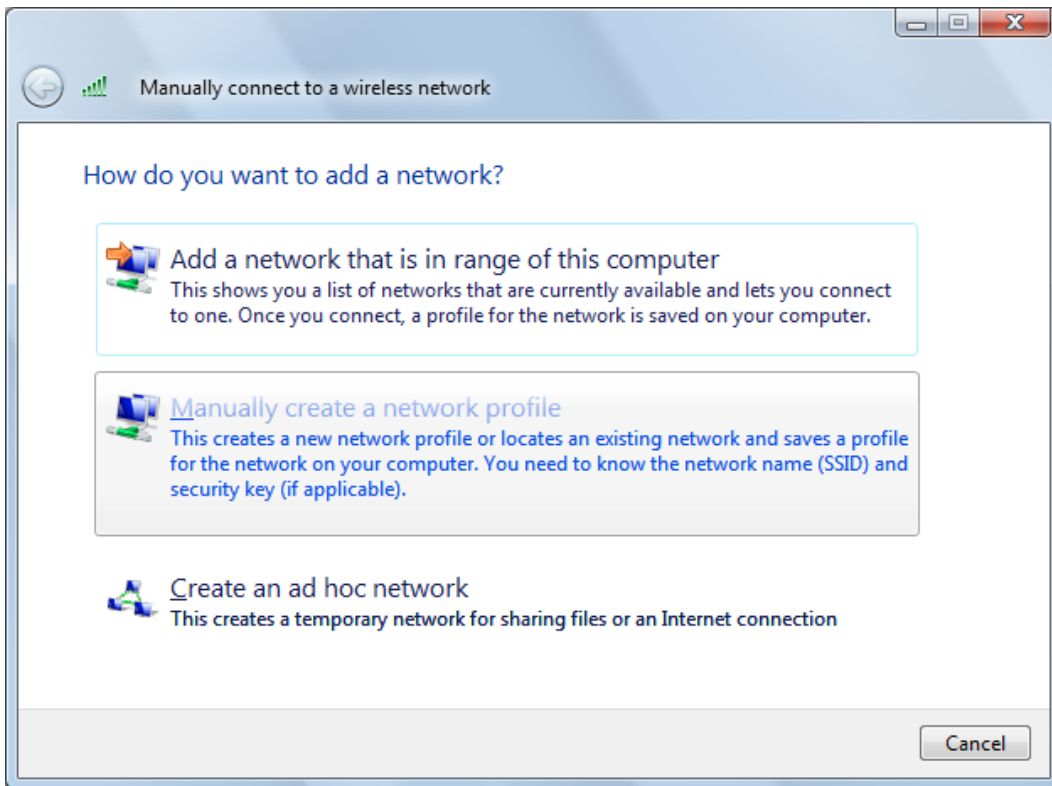 Manually connect to a wireless network
How do you want to add a network?
Add a network that is in range of this computer
This shows you a list of networks that are currently available and lets you connect
to one. Once you connect, a profile for the network is saved on your computer.
Manually create a network profile
This creates a new network profile or locates an existing network and saves a profile
for the network on your computer. You need to know the network name (SSID) and
security key (if applicable).
Create an ad hoc network
This creates a temporary network for sharing files or an Internet connection
Cancel